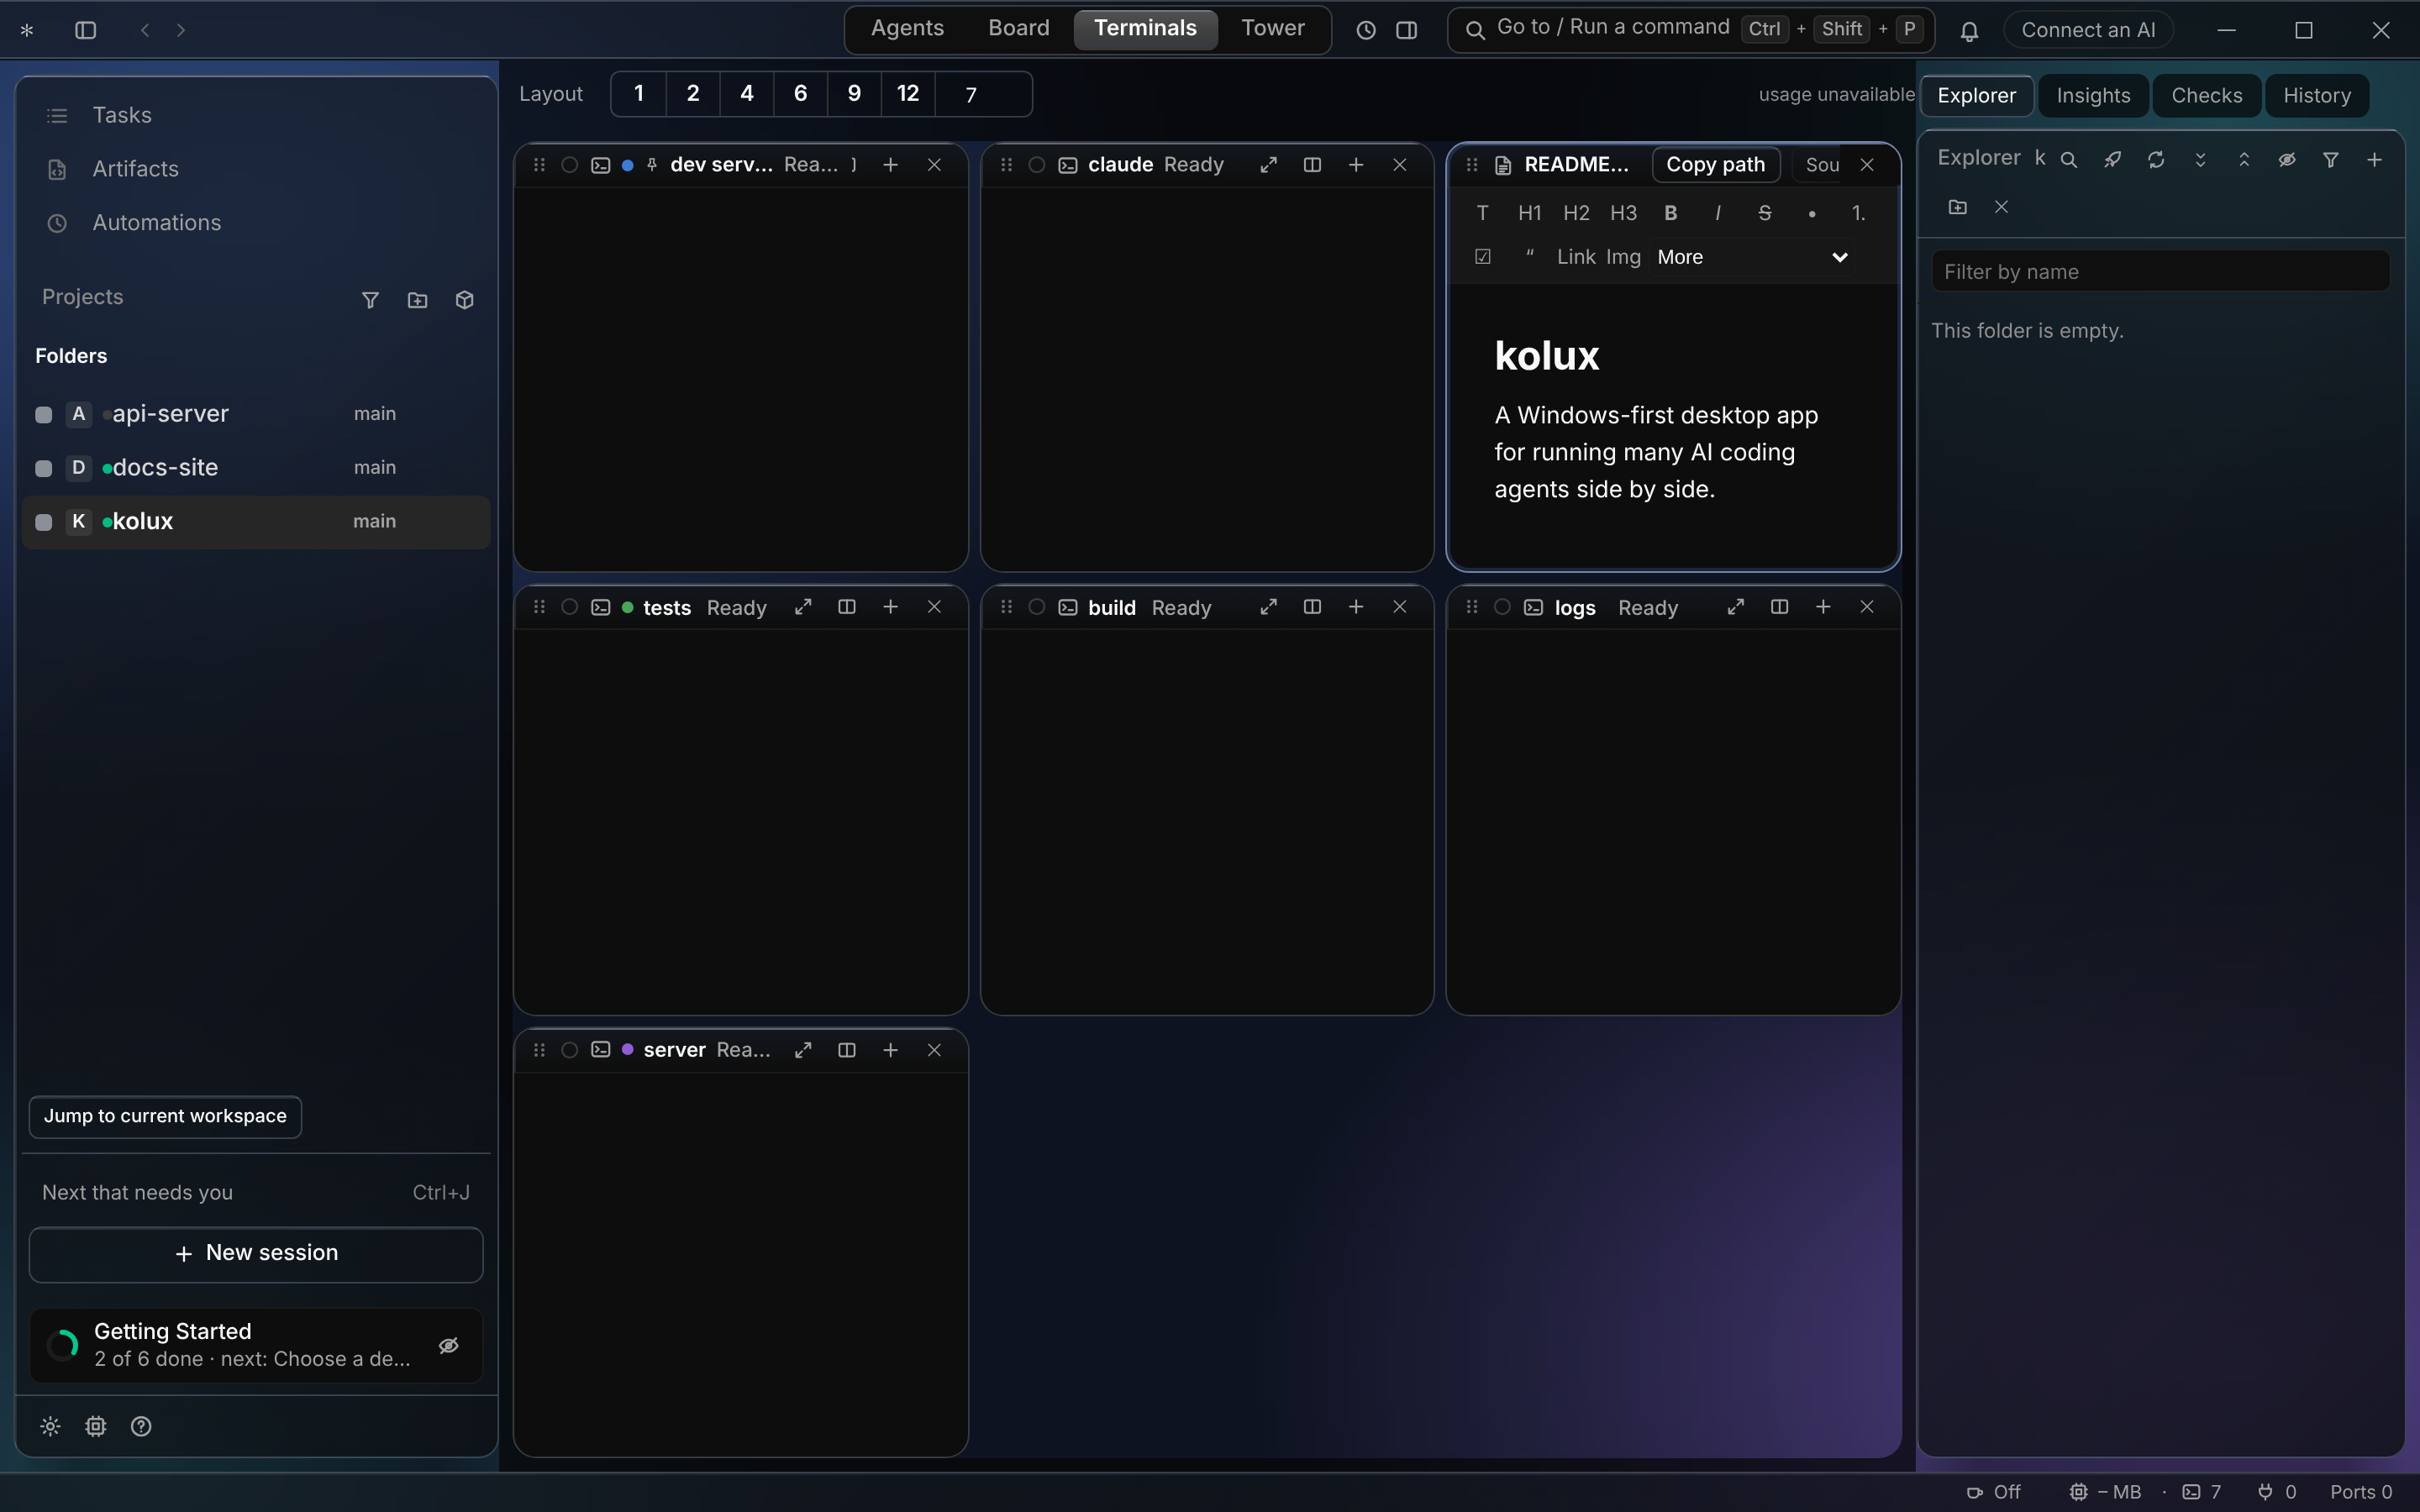 Agents Board Terminals Tower Go to / Run a command Ctrl + Shift + P Connect an AI
Tasks
Artifacts
Automations
Projects
Folders
A api-server main
D docs-site main
K kolux main
Jump to current workspace
Next that needs you Ctrl+J
+ New session
Getting Started
2 of 6 done · next: Choose a de...
Layout 1 2 4 6 9 12 7 usage unavailable
dev serv... Rea...
claude Ready
README... Copy path Sou
T H1 H2 H3 B I S • 1.
☑ “ Link Img More
kolux
A Windows-first desktop app
for running many AI coding
agents side by side.
tests Ready
build Ready
logs Ready
server Rea...
Explorer Insights Checks History
Explorer k
Filter by name
This folder is empty.
Off – MB · 7 0 Ports 0